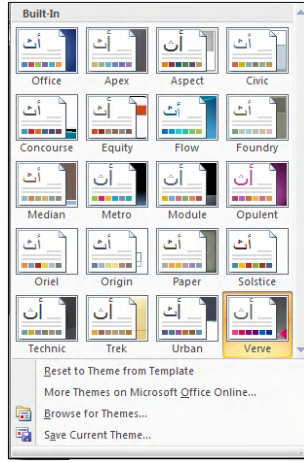 Built-In
أث أث أث أث
Office Apex Aspect Civic
أث أث أث أث
Concourse Equity Flow Foundry
أث أث أث أث
Median Metro Module Opulent
أث أث أث أث
Oriel Origin Paper Solstice
أث أث أث أث
Technic Trek Urban Verve
Reset to Theme from Template
More Themes on Microsoft Office Online...
Browse for Themes...
Save Current Theme...